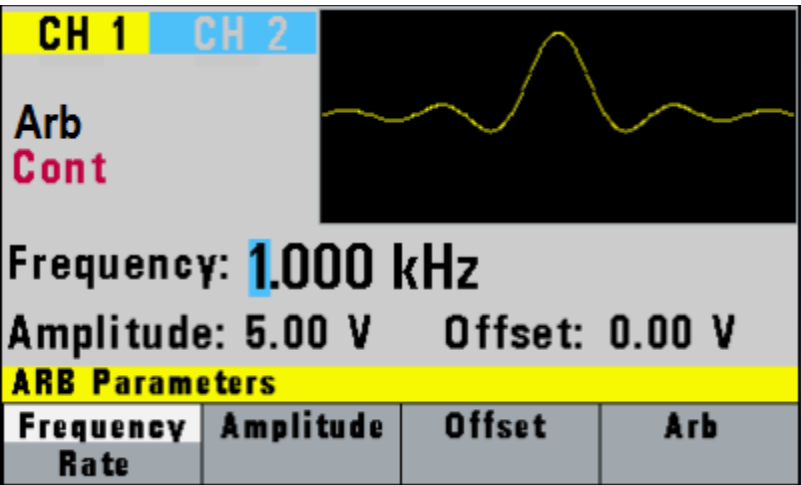 CH 1 CH 2
Arb
Cont
Frequency: 1.000 kHz
Amplitude: 5.00 V Offset: 0.00 V
ARB Parameters
Frequency Amplitude Offset Arb
Rate